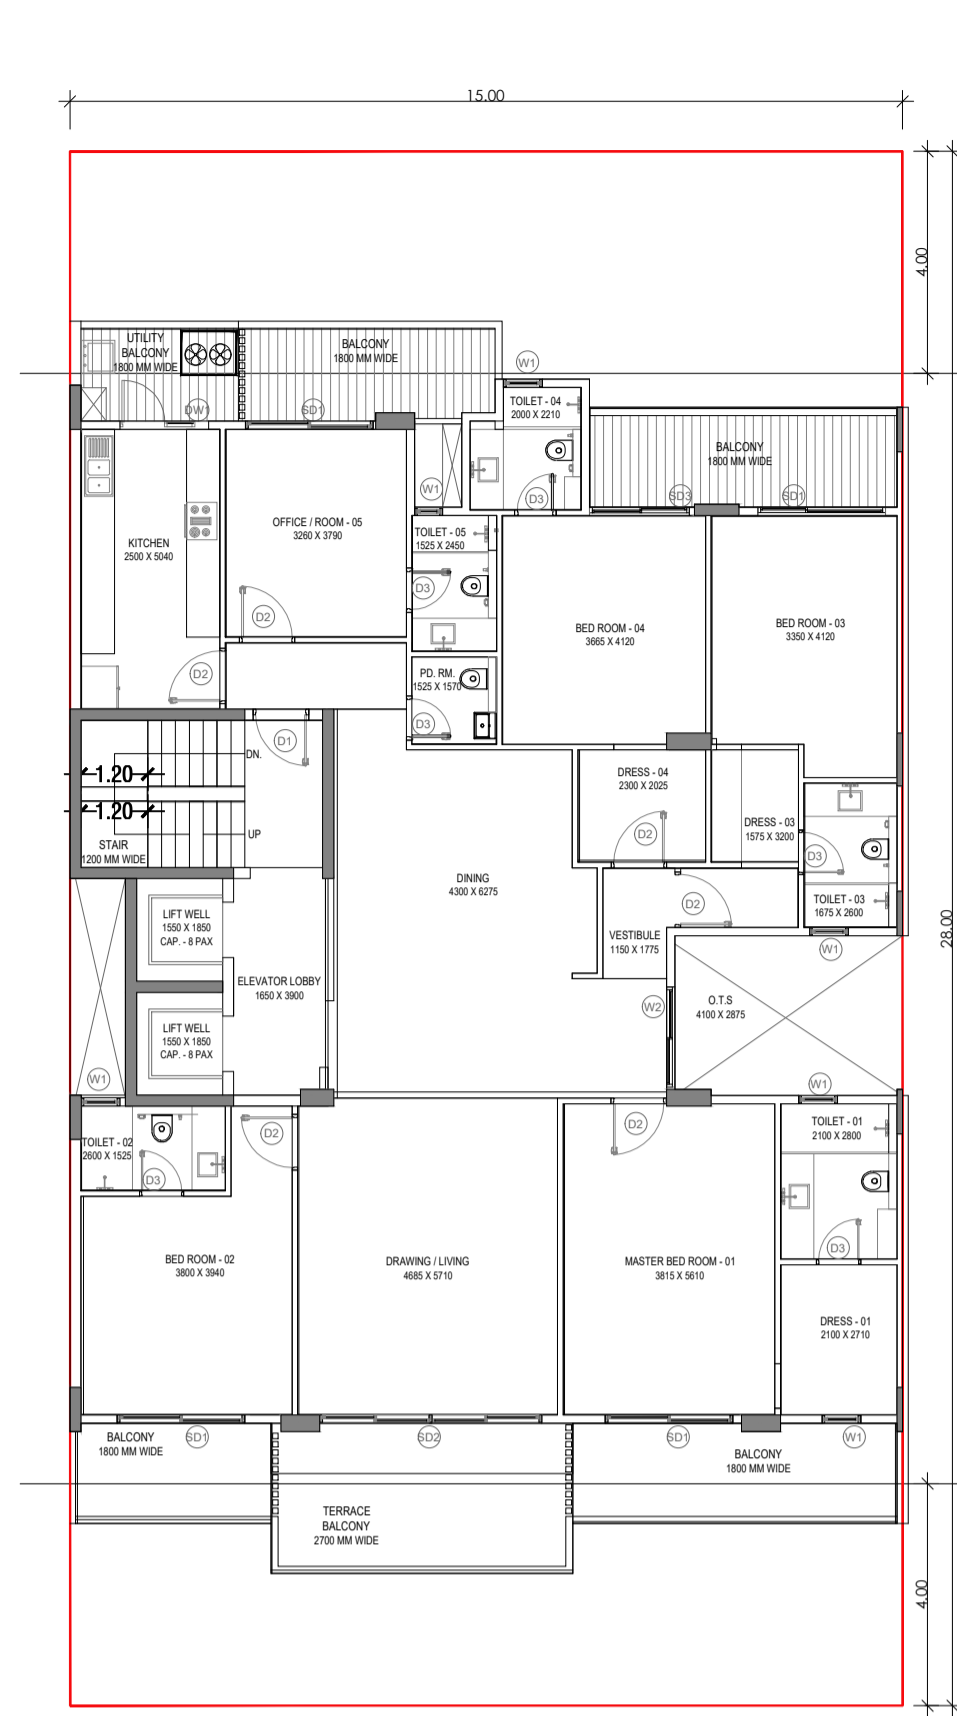 15.00
4.00
UTILITY
BALCONY
1800 MM WIDE
BALCONY
1800 MM WIDE
W1
TOILET - 04
2000 X 2210
DW1
SD1
BALCONY
1800 MM WIDE
W1
D3
SD3
SD1
OFFICE / ROOM - 05
3260 X 3790
TOILET - 05
1525 X 2450
KITCHEN
2500 X 5040
D3
D2
BED ROOM - 04
3665 X 4120
BED ROOM - 03
3350 X 4120
D2
PD. RM.
1525 X 1570
D3
D1
DN.
1.20
1.20
UP
STAIR
1200 MM WIDE
DRESS - 04
2300 X 2025
D2
DRESS - 03
1575 X 3200
D3
DINING
4300 X 6275
D2
TOILET - 03
1675 X 2600
LIFT WELL
1550 X 1850
CAP. - 8 PAX
VESTIBULE
1150 X 1775
W1
28.00
ELEVATOR LOBBY
1650 X 3900
W2
O.T.S
4100 X 2875
LIFT WELL
1550 X 1850
CAP. - 8 PAX
W1
W1
TOILET - 02
2600 X 1525
D2
D2
TOILET - 01
2100 X 2800
D3
D3
BED ROOM - 02
3800 X 3940
DRAWING / LIVING
4685 X 5710
MASTER BED ROOM - 01
3815 X 5610
DRESS - 01
2100 X 2710
BALCONY
1800 MM WIDE
SD1
SD2
SD1
W1
BALCONY
1800 MM WIDE
TERRACE
BALCONY
2700 MM WIDE
4.00